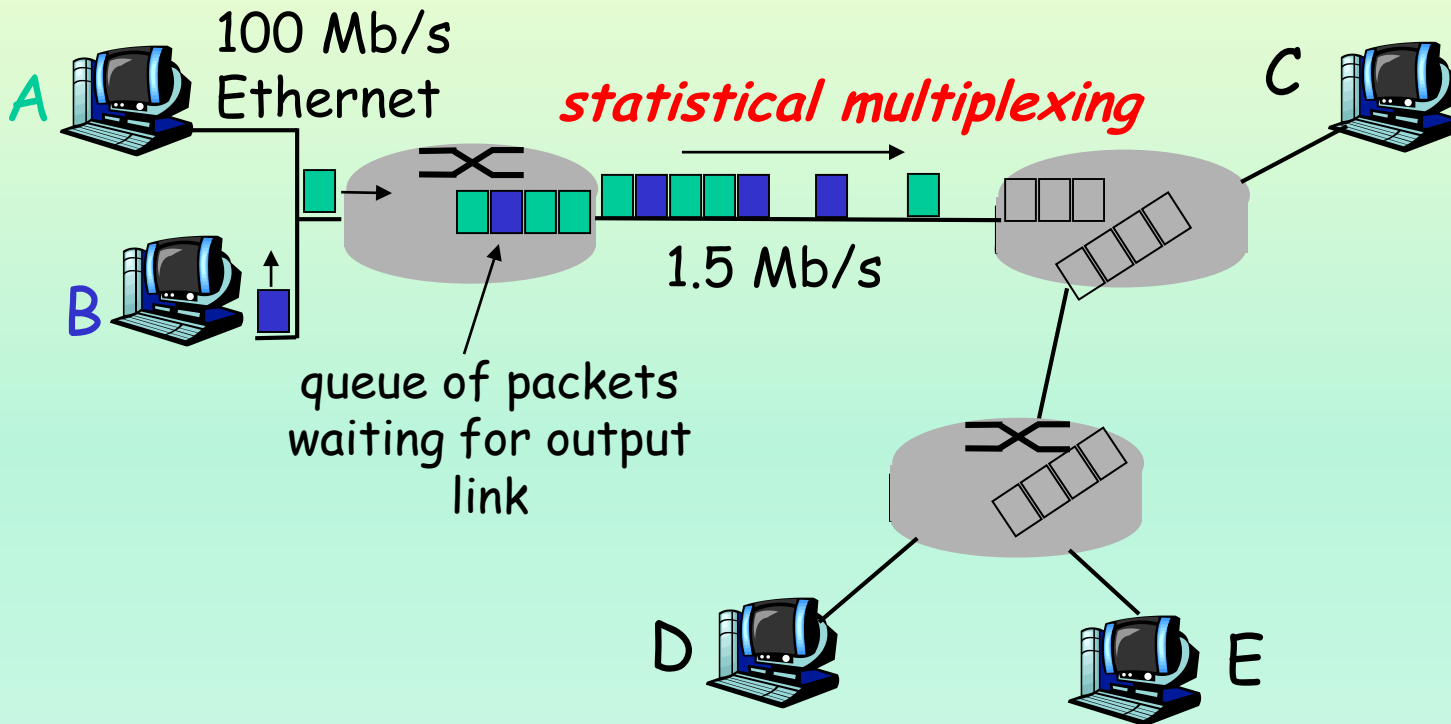 100 Mb/s
Ethernet
A
statistical multiplexing
C
B
1.5 Mb/s
queue of packets
waiting for output
link
D
E